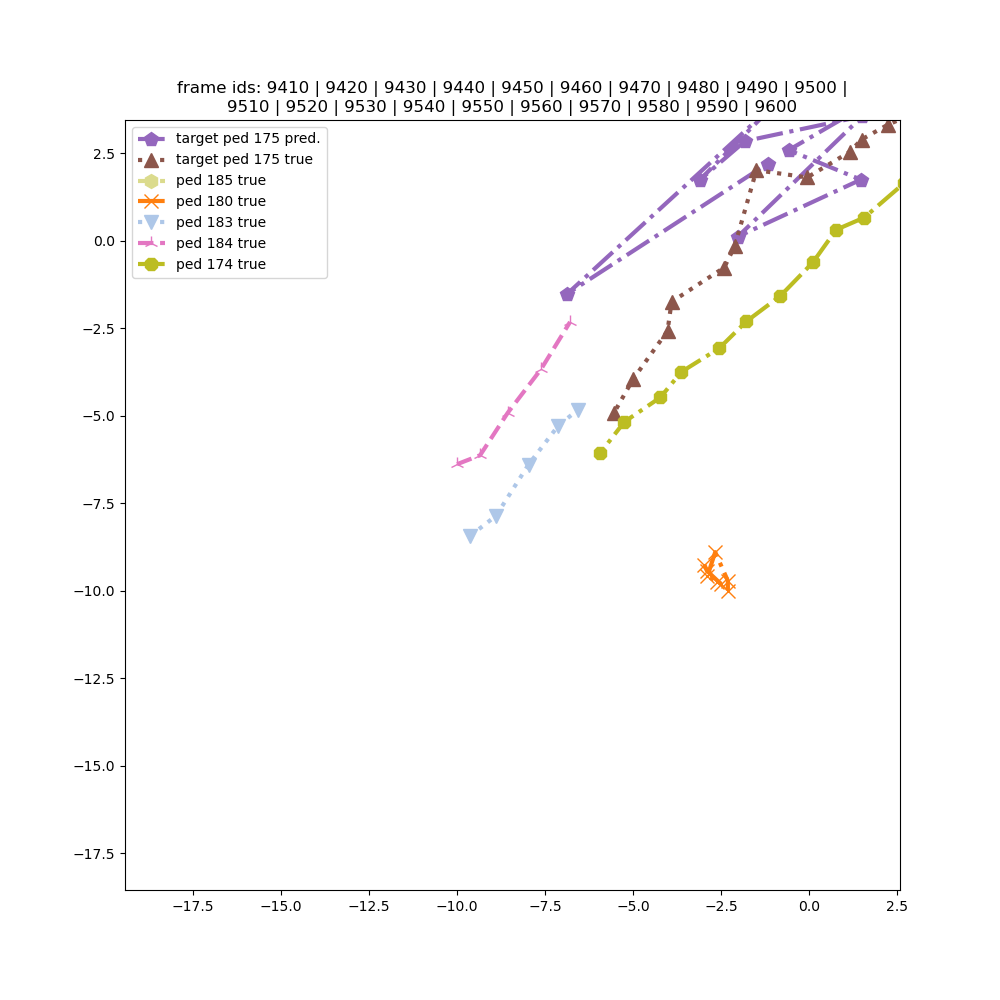 frame ids: 9410 | 9420 | 9430 | 9440 | 9450 | 9460 | 9470 | 9480 | 9490 | 9500 |
9510 | 9520 | 9530 | 9540 | 9550 | 9560 | 9570 | 9580 | 9590 | 9600
target ped 175 pred.
target ped 175 true
ped 185 true
ped 180 true
ped 183 true
ped 184 true
ped 174 true
2.5
0.0
−2.5
−5.0
−7.5
−10.0
−12.5
−15.0
−17.5
−17.5 −15.0 −12.5 −10.0 −7.5 −5.0 −2.5 0.0 2.5